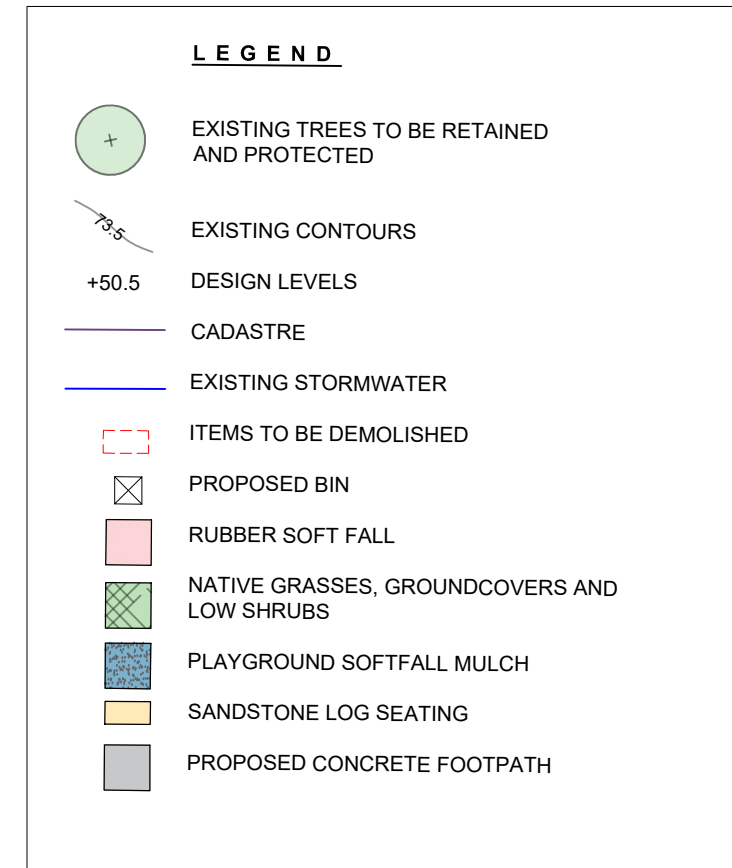 LEGEND
EXISTING TREES TO BE RETAINED
AND PROTECTED
73.5
EXISTING CONTOURS
+50.5
DESIGN LEVELS
CADASTRE
EXISTING STORMWATER
ITEMS TO BE DEMOLISHED
PROPOSED BIN
RUBBER SOFT FALL
NATIVE GRASSES, GROUNDCOVERS AND
LOW SHRUBS
PLAYGROUND SOFTFALL MULCH
SANDSTONE LOG SEATING
PROPOSED CONCRETE FOOTPATH